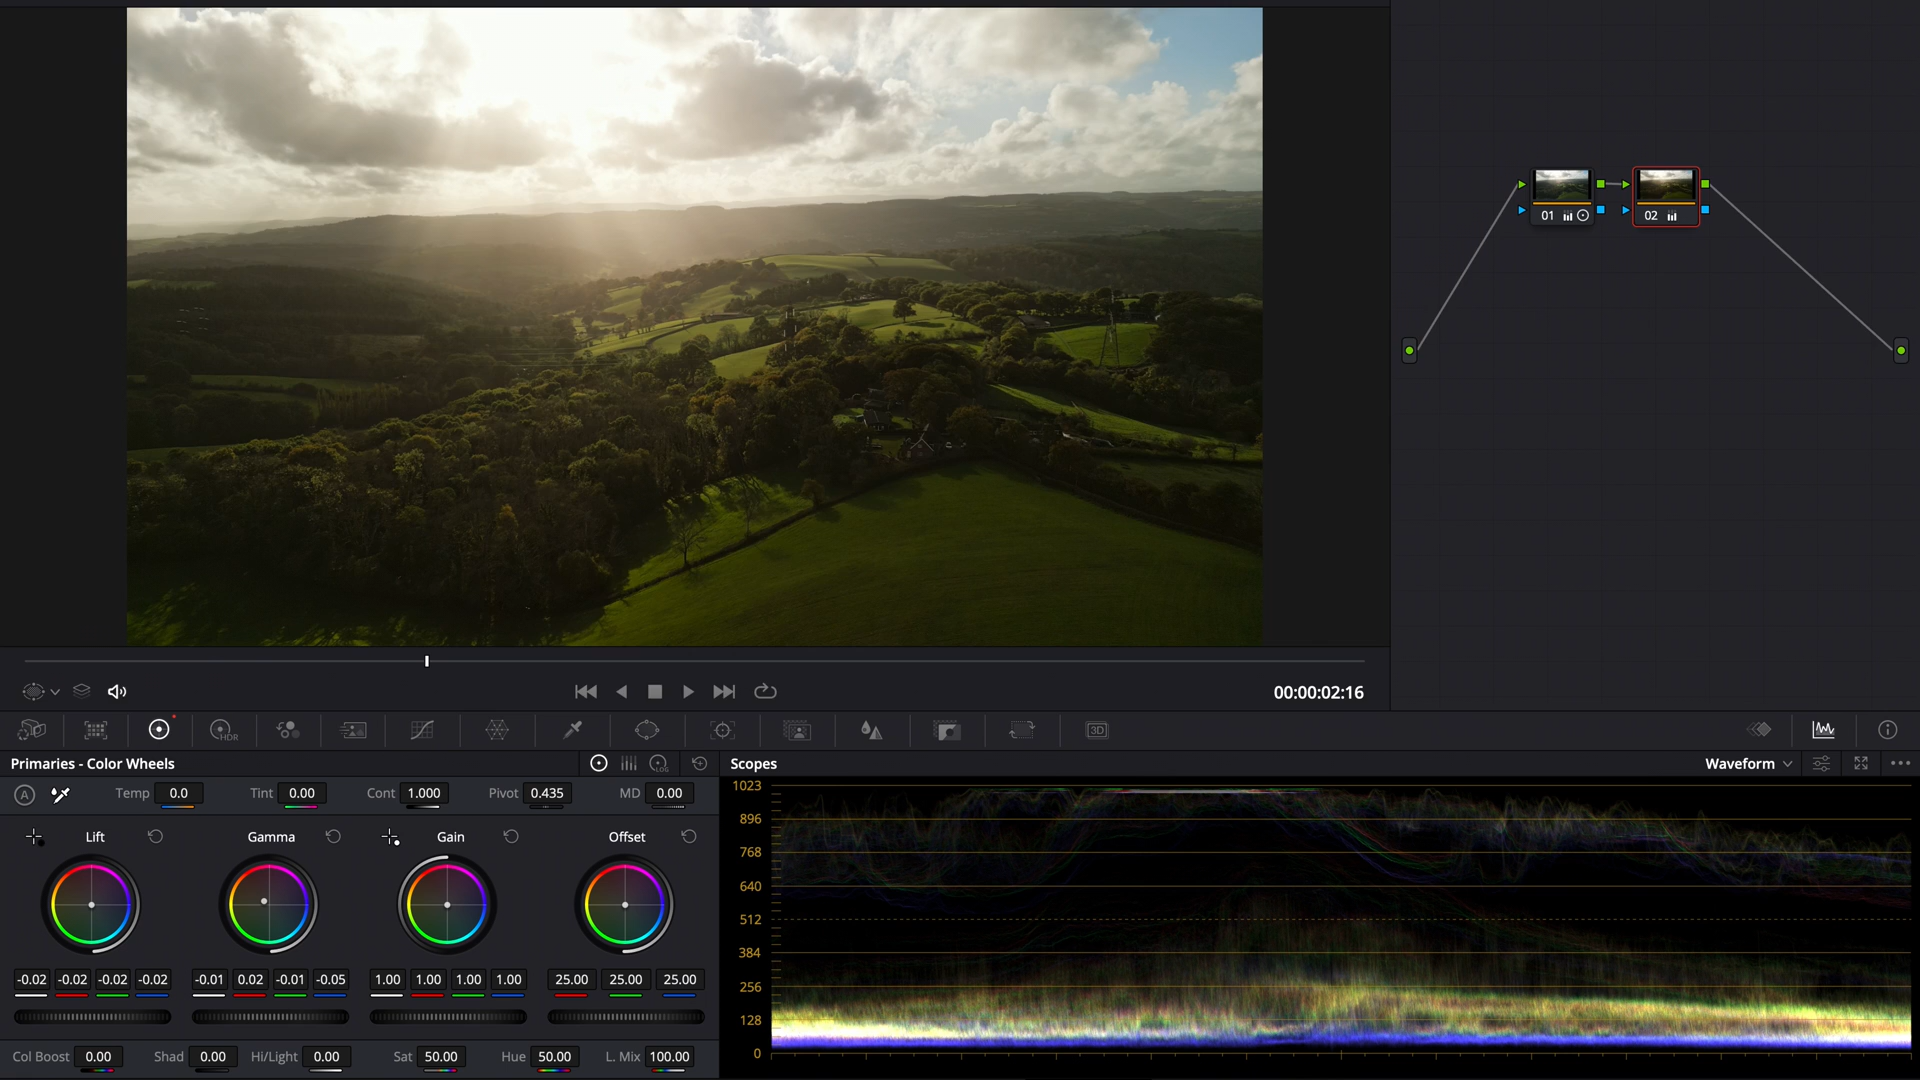 01
02
00:00:02:16
HDR
3D
Primaries - Color Wheels
LOG
Scopes
Waveform
A
Temp 0.0 Tint 0.00 Cont 1.000 Pivot 0.435 MD 0.00
Lift Gamma Gain Offset
-0.02 -0.02 -0.02 -0.02 -0.01 0.02 -0.01 -0.05 1.00 1.00 1.00 1.00 25.00 25.00 25.00
Col Boost 0.00 Shad 0.00 Hi/Light 0.00 Sat 50.00 Hue 50.00 L. Mix 100.00
1023
896
768
640
512
384
256
128
0